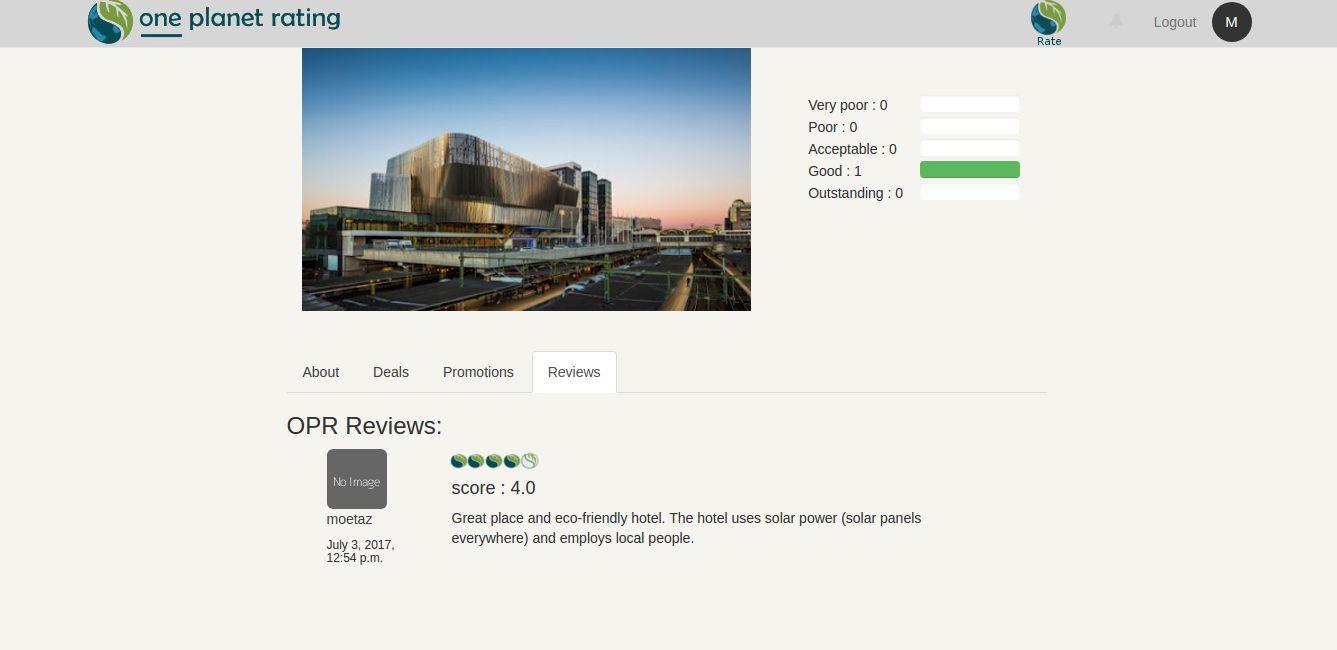 one planet rating
Rate
Logout
M
Very poor : 0
Poor : 0
Acceptable : 0
Good : 1
Outstanding : 0
About
Deals
Promotions
Reviews
OPR Reviews:
No Image
moetaz
July 3, 2017,
12:54 p.m.
score : 4.0
Great place and eco-friendly hotel. The hotel uses solar power (solar panels
everywhere) and employs local people.